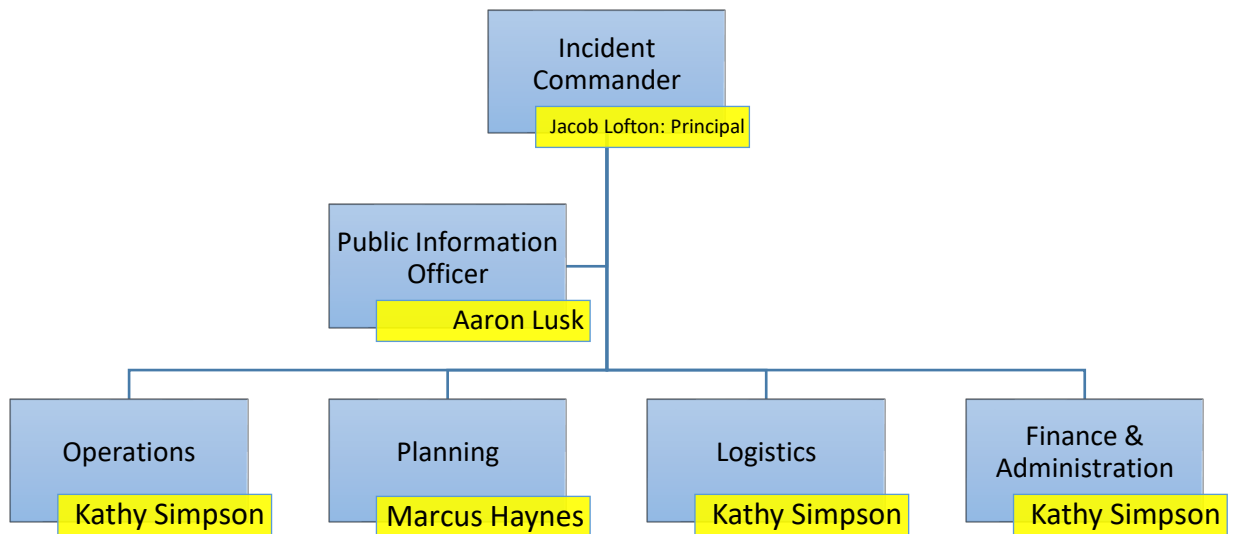 Incident
Commander
Jacob Lofton: Principal
Public Information
Officer
Aaron Lusk
Operations
Kathy Simpson
Planning
Marcus Haynes
Logistics
Kathy Simpson
Finance &
Administration
Kathy Simpson